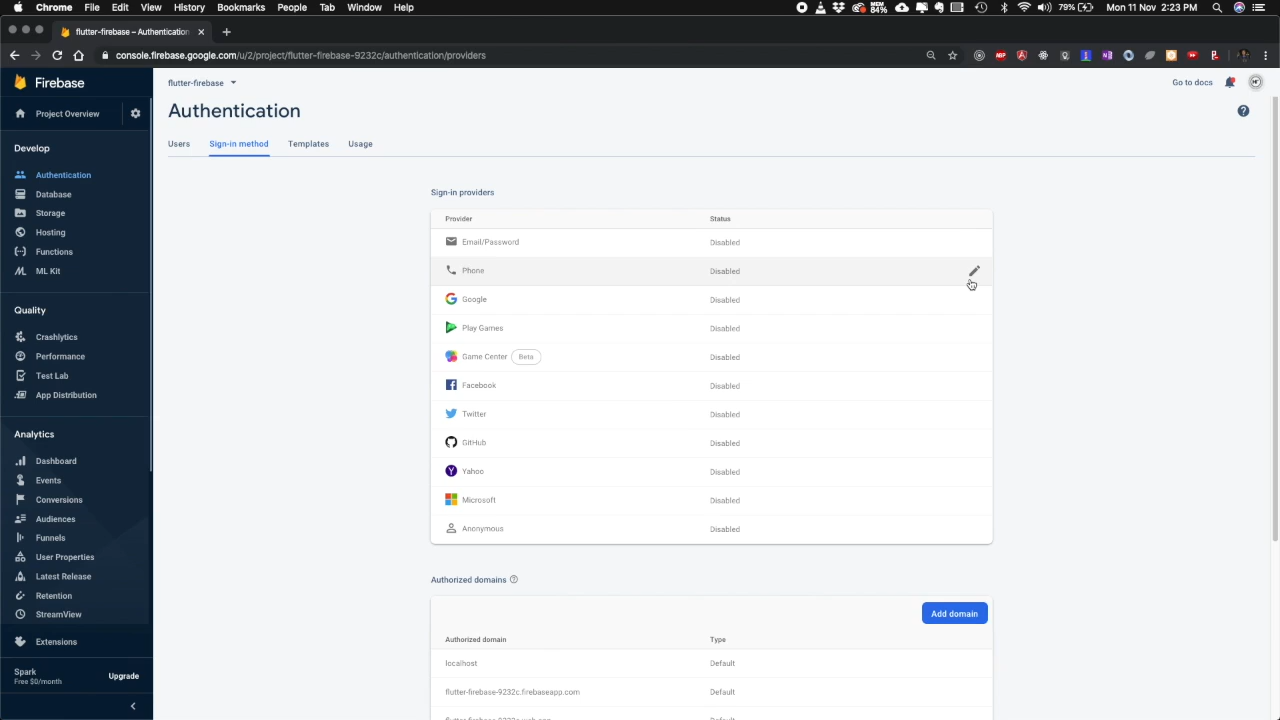 Chrome File Edit View History Bookmarks People Tab Window Help
79%
Mon 11 Nov 2:23 PM
flutter-firebase – Authentication
console.firebase.google.com/u/2/project/flutter-firebase-9232c/authentication/providers
ABP
Firebase
flutter-firebase
Go to docs
Project Overview
Authentication
Users Sign-in method Templates Usage
Develop
Authentication
Database
Storage
Hosting
Functions
ML Kit
Quality
Crashlytics
Performance
Test Lab
App Distribution
Analytics
Dashboard
Events
Conversions
Audiences
Funnels
User Properties
Latest Release
Retention
StreamView
Extensions
Spark
Free $0/month
Upgrade
Sign-in providers
Provider Status
Email/Password Disabled
Phone Disabled
Google Disabled
Play Games Disabled
Game Center Beta Disabled
Facebook Disabled
Twitter Disabled
GitHub Disabled
Yahoo Disabled
Microsoft Disabled
Anonymous Disabled
Authorized domains
Add domain
Authorized domain Type
localhost Default
flutter-firebase-9232c.firebaseapp.com Default